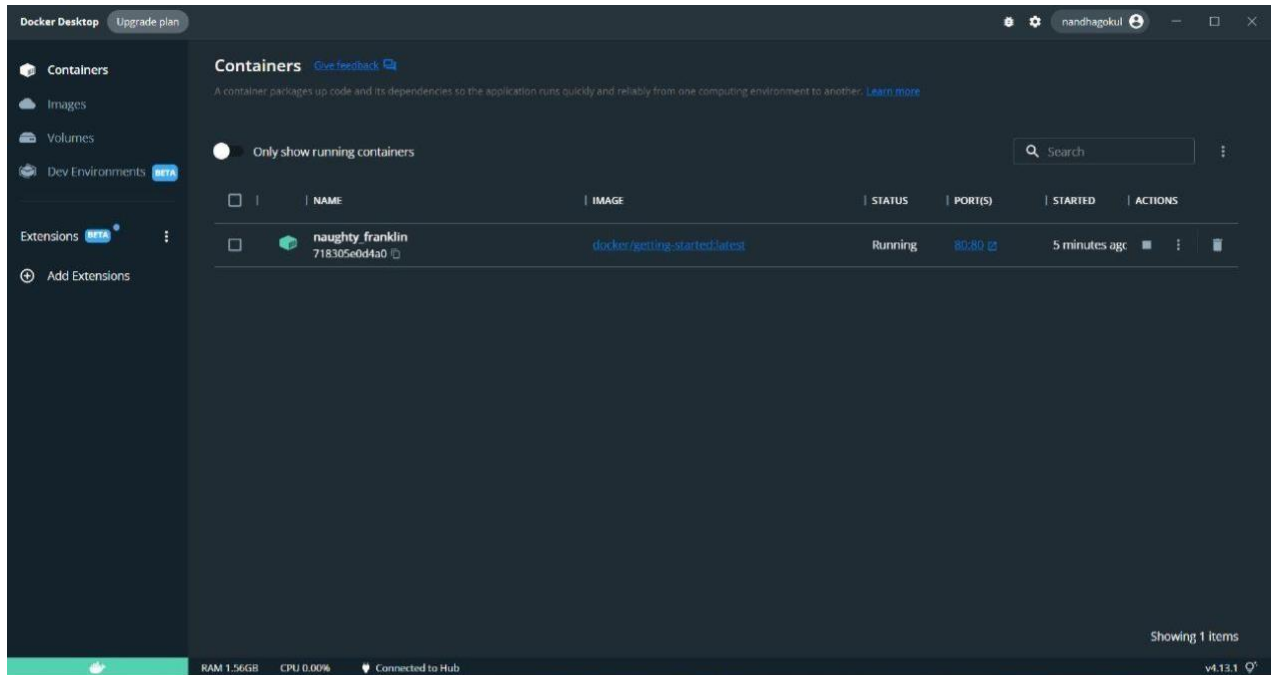 Docker Desktop Upgrade plan nandhagokul
Containers
Images
Volumes
Dev Environments BETA
Extensions BETA
Add Extensions
Containers Give feedback
A container packages up code and its dependencies so the application runs quickly and reliably from one computing environment to another. Learn more
Only show running containers
Search
NAME IMAGE STATUS PORT(S) STARTED ACTIONS
naughty_franklin docker/getting-started:latest Running 80:80 5 minutes agc
718305e0d4a0
Showing 1 items
RAM 1.56GB CPU 0.00% Connected to Hub v4.13.1